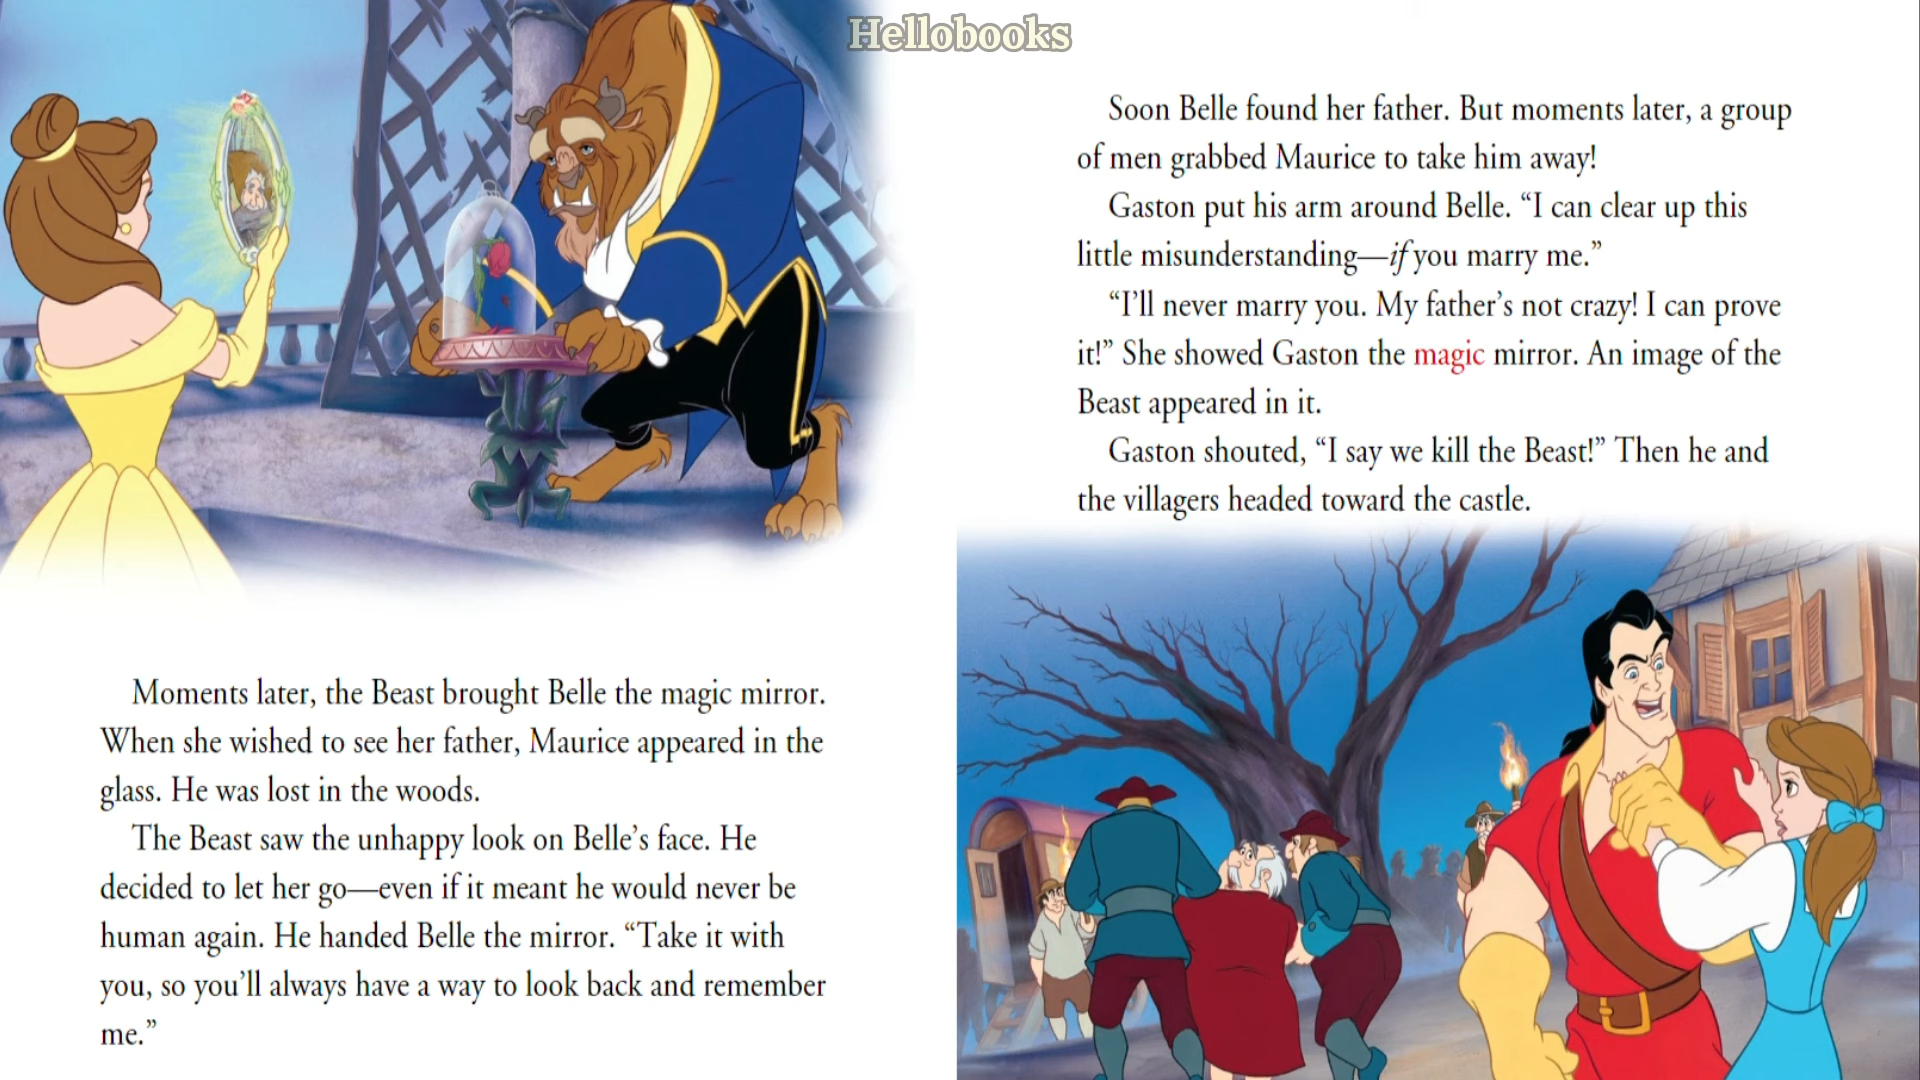 Hellobooks
Moments later, the Beast brought Belle the magic mirror.
When she wished to see her father, Maurice appeared in the
glass. He was lost in the woods.
The Beast saw the unhappy look on Belle’s face. He
decided to let her go—even if it meant he would never be
human again. He handed Belle the mirror. “Take it with
you, so you’ll always have a way to look back and remember
me.”
Soon Belle found her father. But moments later, a group
of men grabbed Maurice to take him away!
Gaston put his arm around Belle. “I can clear up this
little misunderstanding—if you marry me.”
“I’ll never marry you. My father’s not crazy! I can prove
it!” She showed Gaston the magic mirror. An image of the
Beast appeared in it.
Gaston shouted, “I say we kill the Beast!” Then he and
the villagers headed toward the castle.